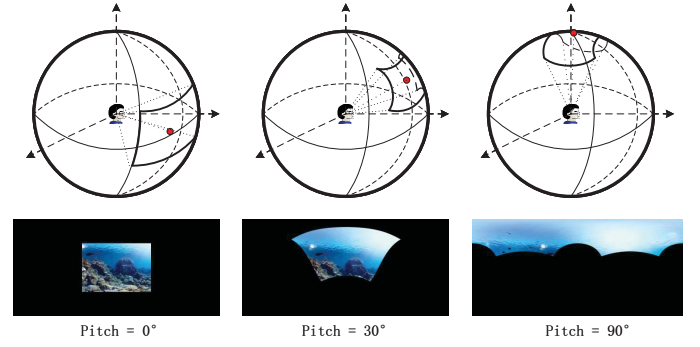 Pitch = 0°
Pitch = 30°
Pitch = 90°